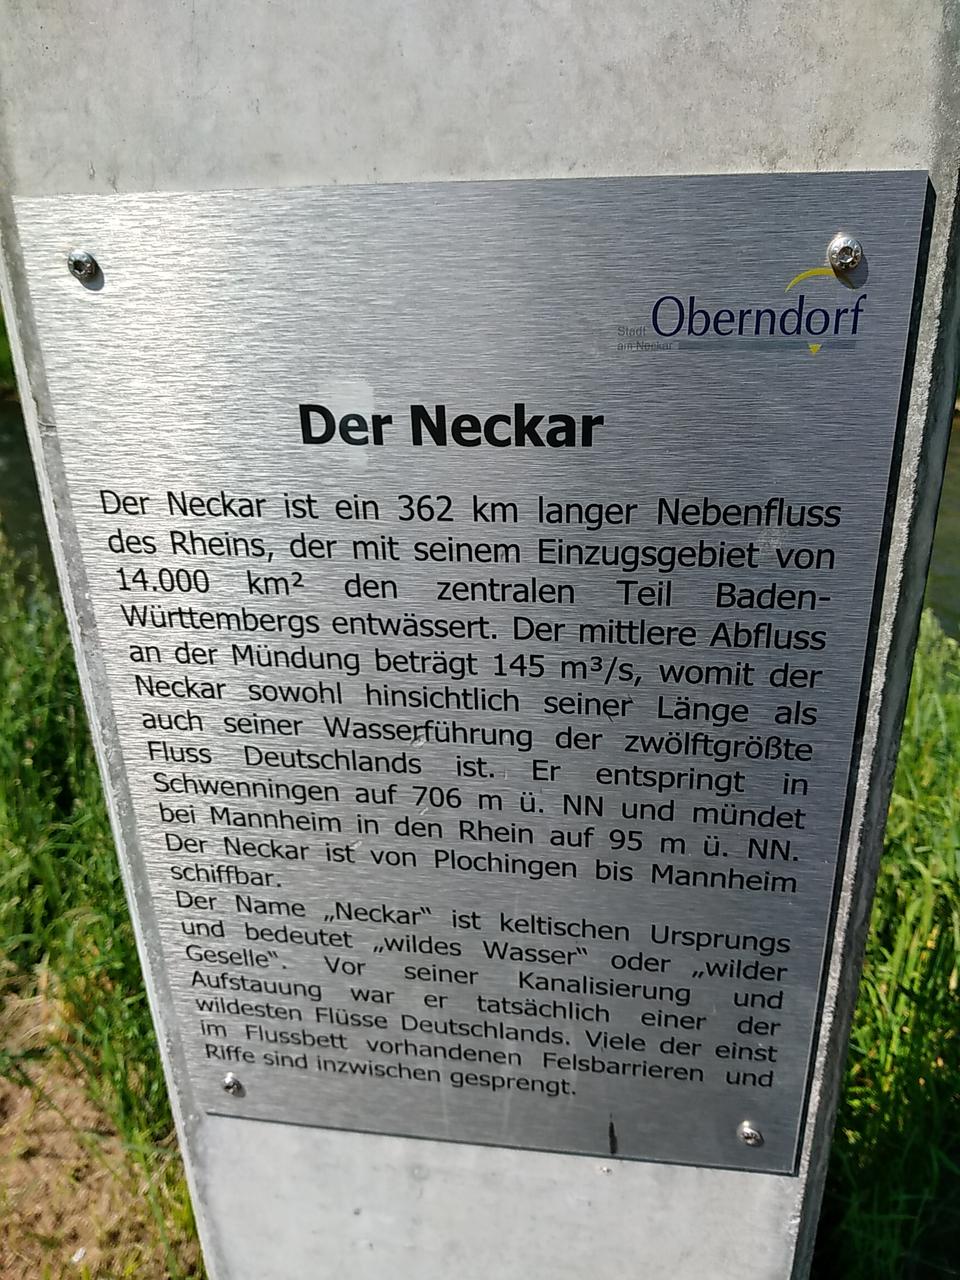 Stadt Oberndorf
am Neckar
Der Neckar
Der Neckar ist ein 362 km langer Nebenfluss
des Rheins, der mit seinem Einzugsgebiet von
14.000 km² den zentralen Teil Baden-
Württembergs entwässert. Der mittlere Abfluss
an der Mündung beträgt 145 m³/s, womit der
Neckar sowohl hinsichtlich seiner Länge als
auch seiner Wasserführung der zwölftgrößte
Fluss Deutschlands ist. Er entspringt in
Schwenningen auf 706 m ü. NN und mündet
bei Mannheim in den Rhein auf 95 m ü. NN.
Der Neckar ist von Plochingen bis Mannheim
schiffbar.
Der Name „Neckar“ ist keltischen Ursprungs
und bedeutet „wildes Wasser“ oder „wilder
Geselle“. Vor seiner Kanalisierung und
Aufstauung war er tatsächlich einer der
wildesten Flüsse Deutschlands. Viele der einst
im Flussbett vorhandenen Felsbarrieren und
Riffe sind inzwischen gesprengt.